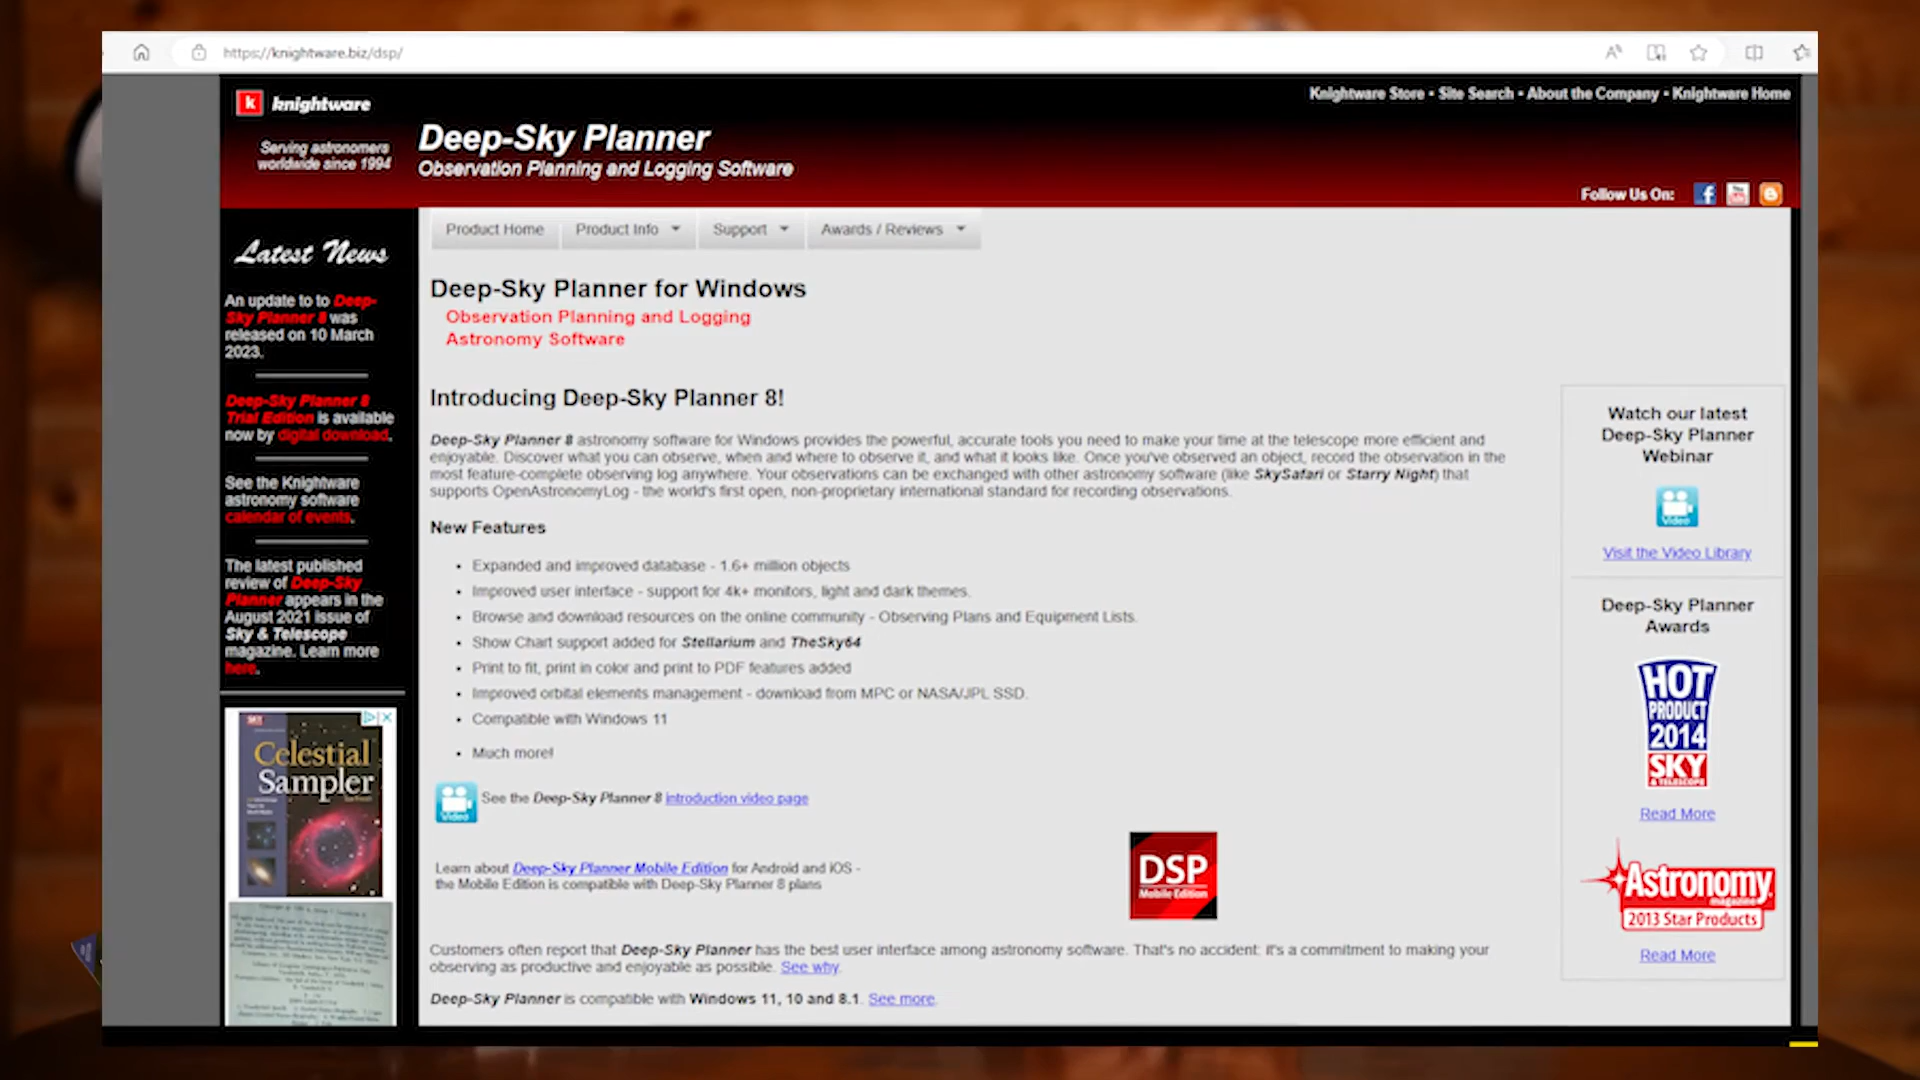 https://knightware.biz/dsp/
k knightware
Knightware Store • Site Search • About the Company • Knightware Home
Serving astronomers
worldwide since 1994
Deep-Sky Planner
Observation Planning and Logging Software
Follow Us On:
Product Home
Product Info
Support
Awards / Reviews
Latest News
An update to to Deep-
Sky Planner 8 was
released on 10 March
2023.
Deep-Sky Planner 8
Trial Edition is available
now by digital download.
See the Knightware
astronomy software
calendar of events.
The latest published
review of Deep-Sky
Planner appears in the
August 2021 issue of
Sky & Telescope
magazine. Learn more
here.
Celestial
Sampler
Deep-Sky Planner for Windows
Observation Planning and Logging
Astronomy Software
Introducing Deep-Sky Planner 8!
Deep-Sky Planner 8 astronomy software for Windows provides the powerful, accurate tools you need to make your time at the telescope more efficient and
enjoyable. Discover what you can observe, when and where to observe it, and what it looks like. Once you've observed an object, record the observation in the
most feature-complete observing log anywhere. Your observations can be exchanged with other astronomy software (like SkySafari or Starry Night) that
supports OpenAstronomyLog - the world's first open, non-proprietary international standard for recording observations.
New Features
• Expanded and improved database - 1.6+ million objects
• Improved user interface - support for 4k+ monitors, light and dark themes.
• Browse and download resources on the online community - Observing Plans and Equipment Lists.
• Show Chart support added for Stellarium and TheSky64
• Print to fit, print in color and print to PDF features added
• Improved orbital elements management - download from MPC or NASA/JPL SSD.
• Compatible with Windows 11
• Much more!
Video
See the Deep-Sky Planner 8 introduction video page
Learn about Deep-Sky Planner Mobile Edition for Android and iOS -
the Mobile Edition is compatible with Deep-Sky Planner 8 plans
DSP
Mobile Edition
Customers often report that Deep-Sky Planner has the best user interface among astronomy software. That's no accident: it's a commitment to making your
observing as productive and enjoyable as possible. See why.
Deep-Sky Planner is compatible with Windows 11, 10 and 8.1. See more.
Watch our latest
Deep-Sky Planner
Webinar
Video
Visit the Video Library
Deep-Sky Planner
Awards
HOT
PRODUCT
2014
SKY
& TELESCOPE
Read More
Astronomy
magazine
2013 Star Products
Read More